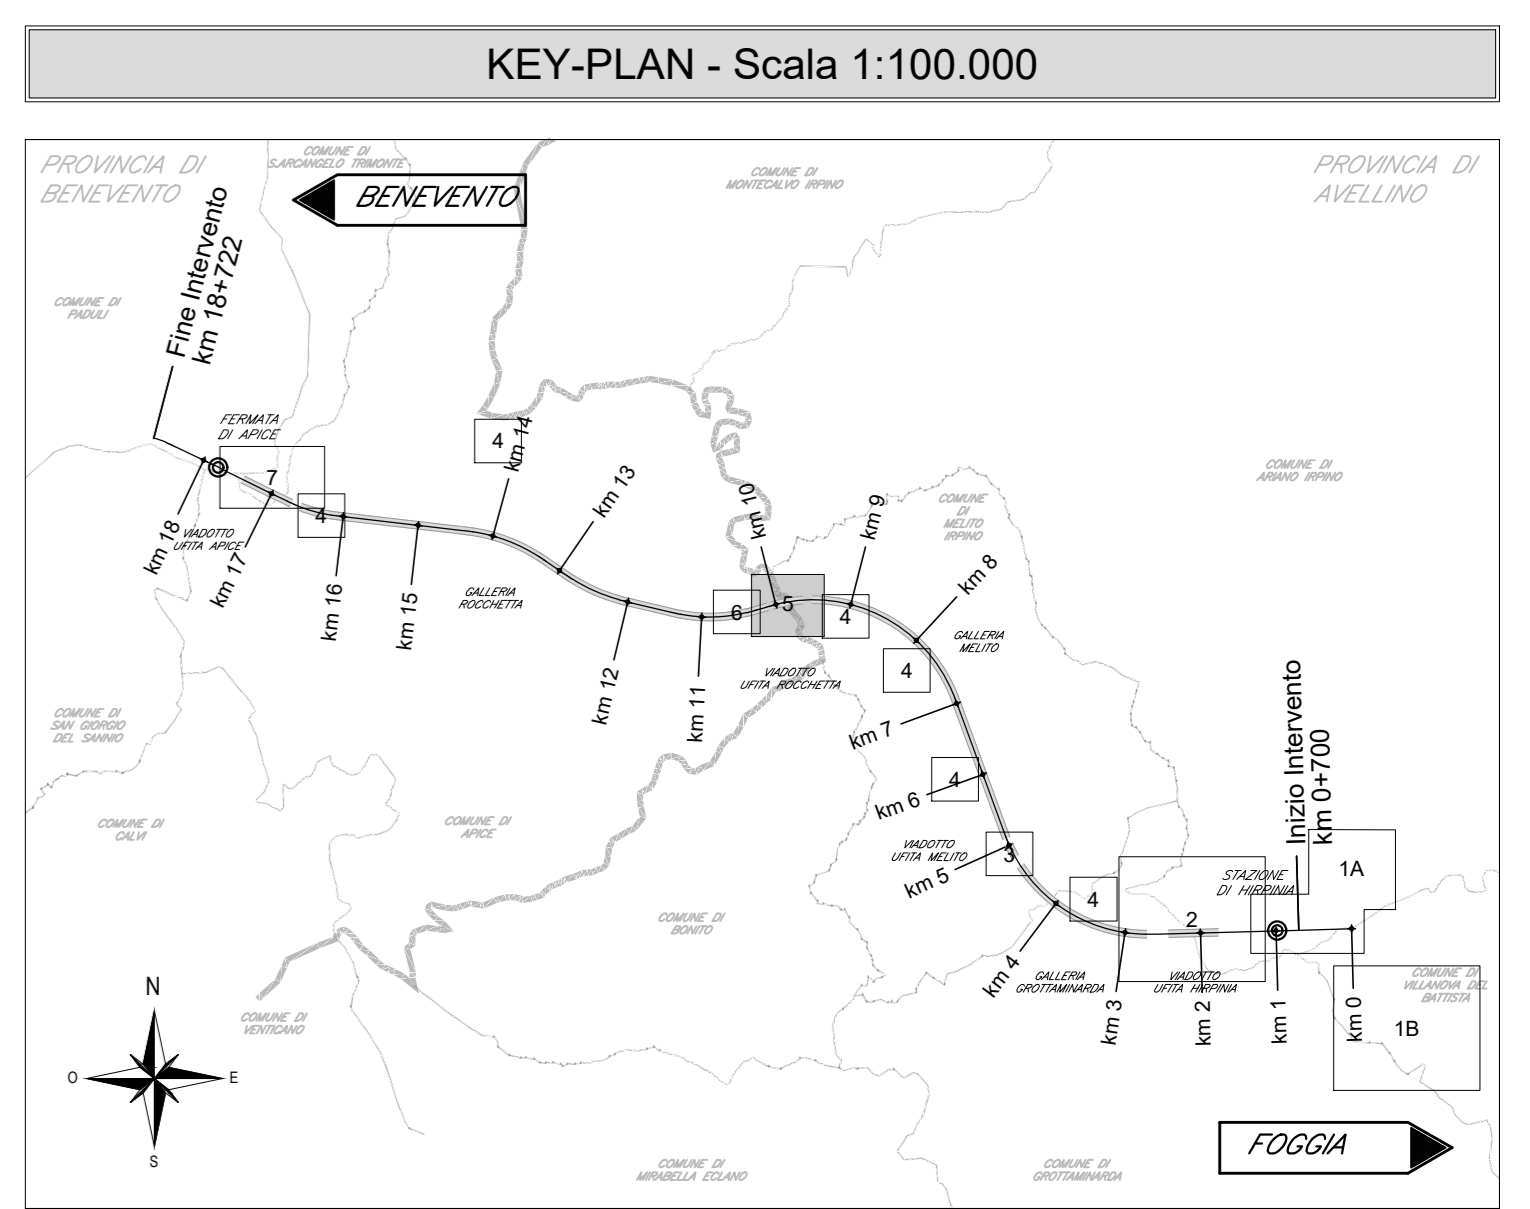 KEY-PLAN - Scala 1:100.000
PROVINCIA DI
BENEVENTO
COMUNE DI
S.ARCANGELO TRIMONTE
BENEVENTO
COMUNE DI
MONTECALVO IRPINO
PROVINCIA DI
AVELLINO
Fine Intervento
km 18+722
COMUNE DI
PADULI
FERMATA
DI APICE
4
km 14
km 13
7
4
VIADOTTO
UFITA APICE
km 18
km 17
km 16
km 15
GALLERIA
ROCCHETTA
km 10
km 9
COMUNE
DI
MELITO
IRPINO
COMUNE DI
ARIANO IRPINO
km 8
6
5
4
GALLERIA
MELITO
4
VIADOTTO
UFITA ROCCHETTA
km 12
km 11
km 7
COMUNE DI
SAN GIORGIO
DEL SANNIO
Inizio Intervento
km 0+700
4
km 6
COMUNE DI
CALVI
COMUNE DI
APICE
VIADOTTO
UFITA MELITO
3
km 5
STAZIONE
DI HIRPINIA
1A
4
2
COMUNE DI
BONITO
km 4
GALLERIA
GROTTAMINARDA
VIADOTTO
UFITA HIRPINIA
COMUNE DI
VILLANOVA DEL
BATTISTA
km 3
km 2
km 1
km 0
1B
COMUNE DI
VENTICANO
N
O
E
S
FOGGIA
COMUNE DI
MIRABELLA ECLANO
COMUNE DI
GROTTAMINARDA